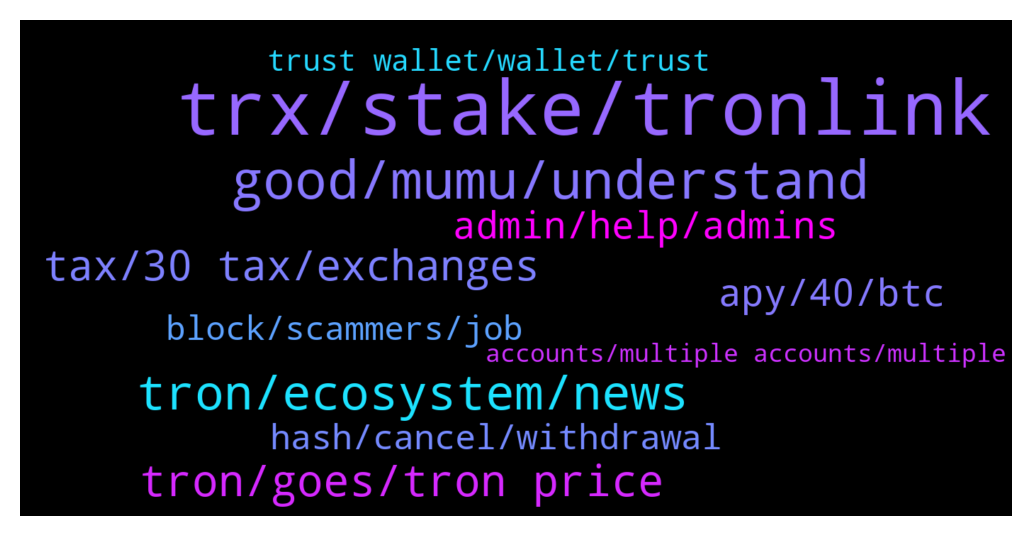 trust wallet/wallet/trust
trx/stake/tronlink
good/mumu/understand
admin/help/admins
tax/30 tax/exchanges
apy/40/btc
block/scammers/job
accounts/multiple accounts/multiple
tron/ecosystem/news
hash/cancel/withdrawal
tron/goes/tron price